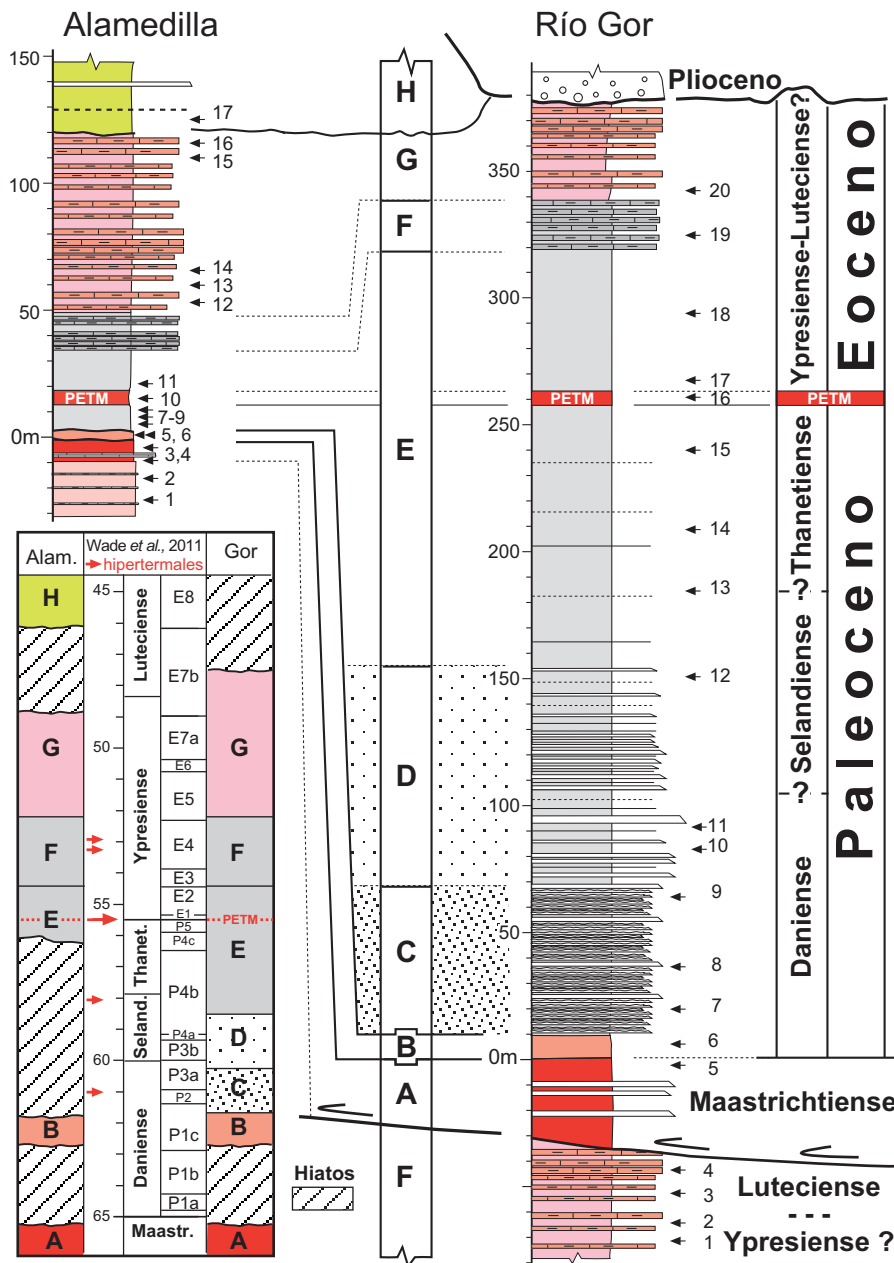 Alamedilla
Río Gor
150
100
50
0m
17
16
15
14
13
12
11
10
7-9
5, 6
3,4
2
1
PETM
H
G
F
E
D
C
B
A
F
350
300
250
200
150
100
50
0m
20
19
18
17
16
15
14
13
12
11
10
9
8
7
6
5
4
3
2
1
PETM
PETM
Plioceno
Ypresiense-Luteciense?
Eoceno
Thanetiense
?
Selandiense
?
Daniense
Paleoceno
Maastrichtiense
Luteciense
Ypresiense ?
Alam.
Wade et al., 2011
hipertermales
Gor
H
G
F
E
B
A
45
50
55
60
65
Luteciense
Ypresiense
Thanet.
Seland.
Daniense
Maastr.
E8
E7b
E7a
E6
E5
E4
E3
E2
E1
P5
P4c
P4b
P4a
P3b
P3a
P2
P1c
P1b
P1a
G
F
PETM
E
D
C
B
A
Hiatos